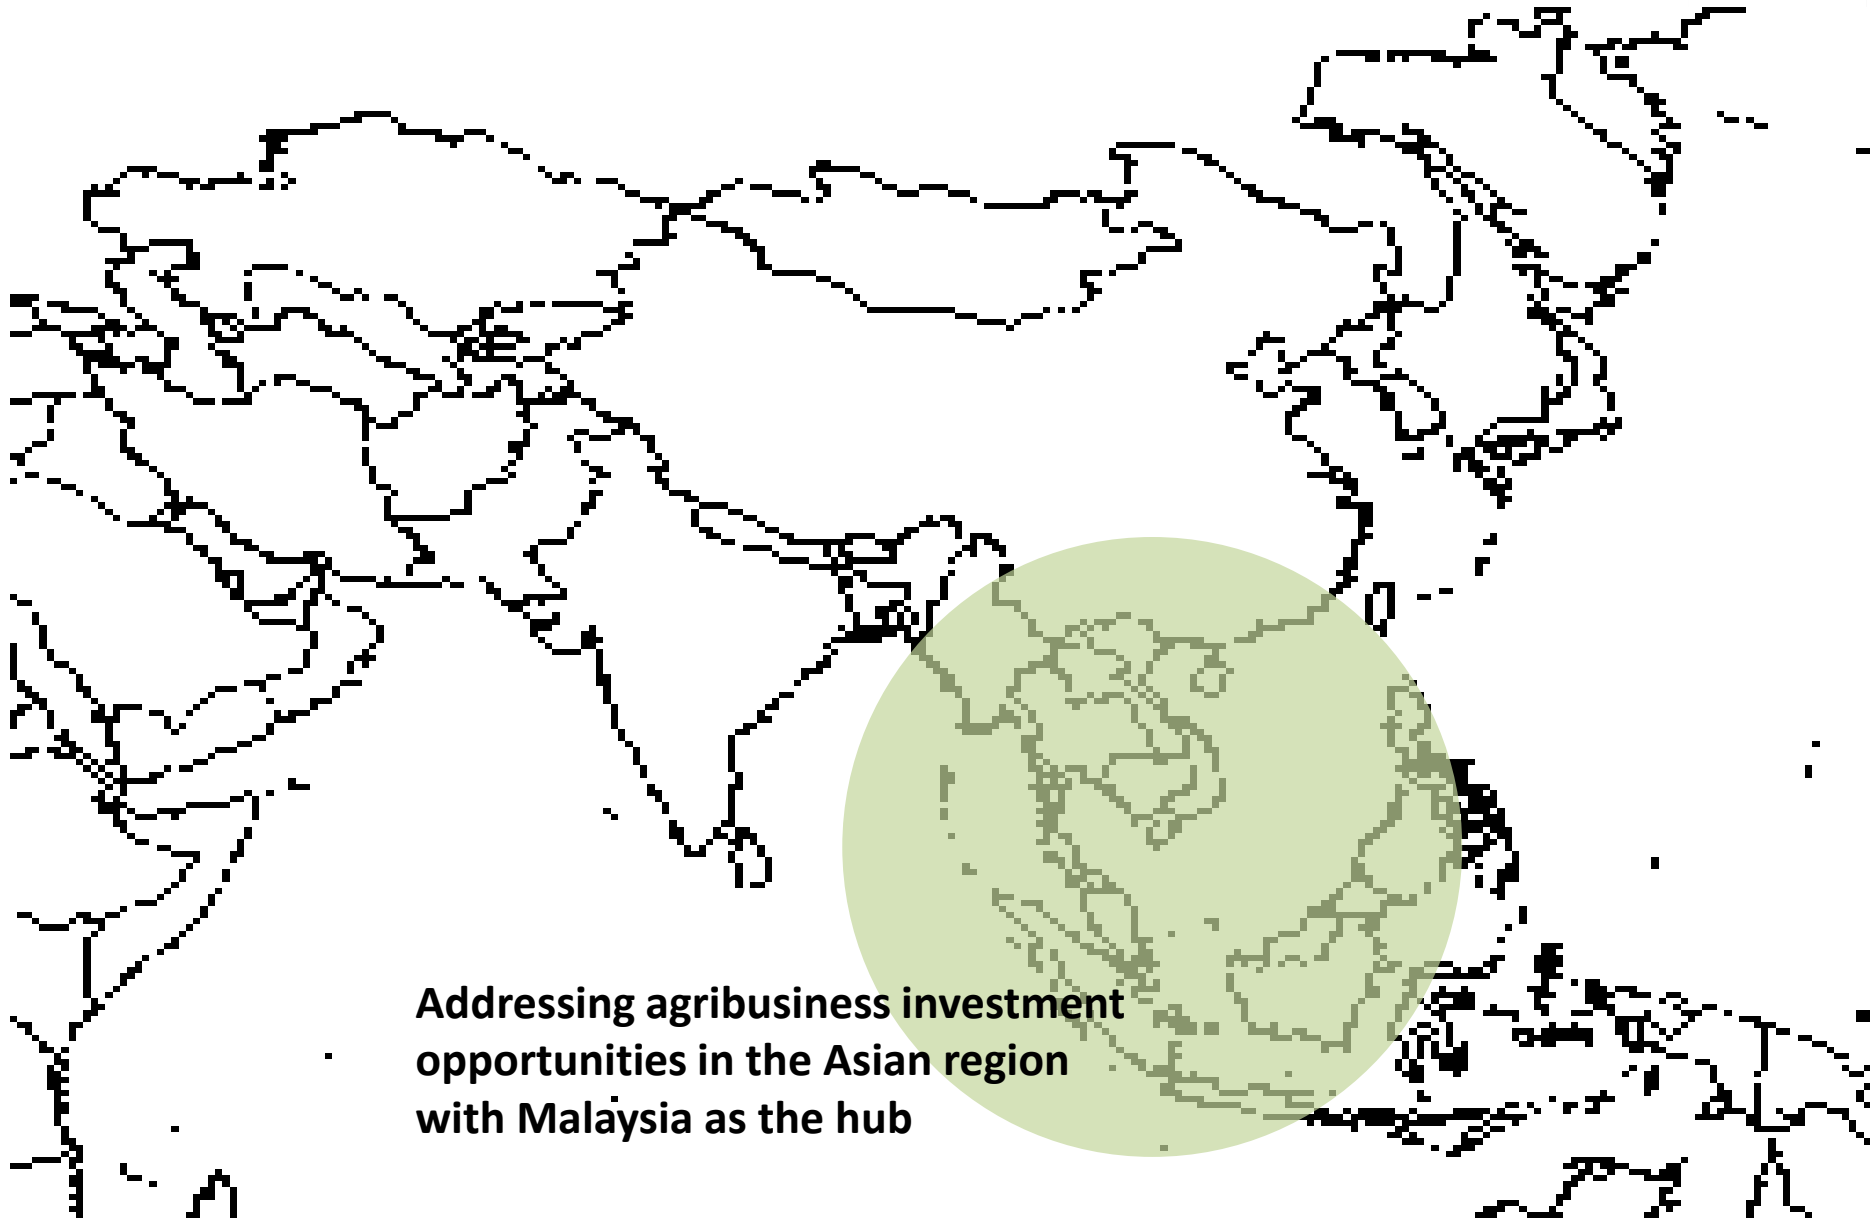 Addressing agribusiness investment
opportunities in the Asian region
with Malaysia as the hub